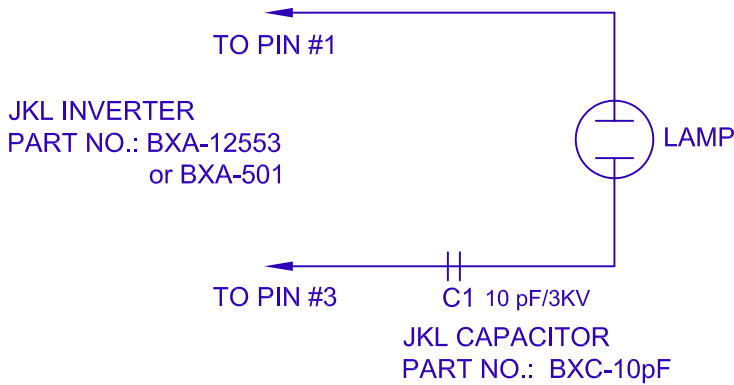 TO PIN #1
JKL INVERTER
PART NO.: BXA-12553
or BXA-501
LAMP
TO PIN #3
C1 10 pF/3KV
JKL CAPACITOR
PART NO.: BXC-10pF